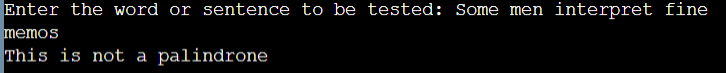 Enter the word or sentence to be tested: Some men interpret fine
memos
This is not a palindrone